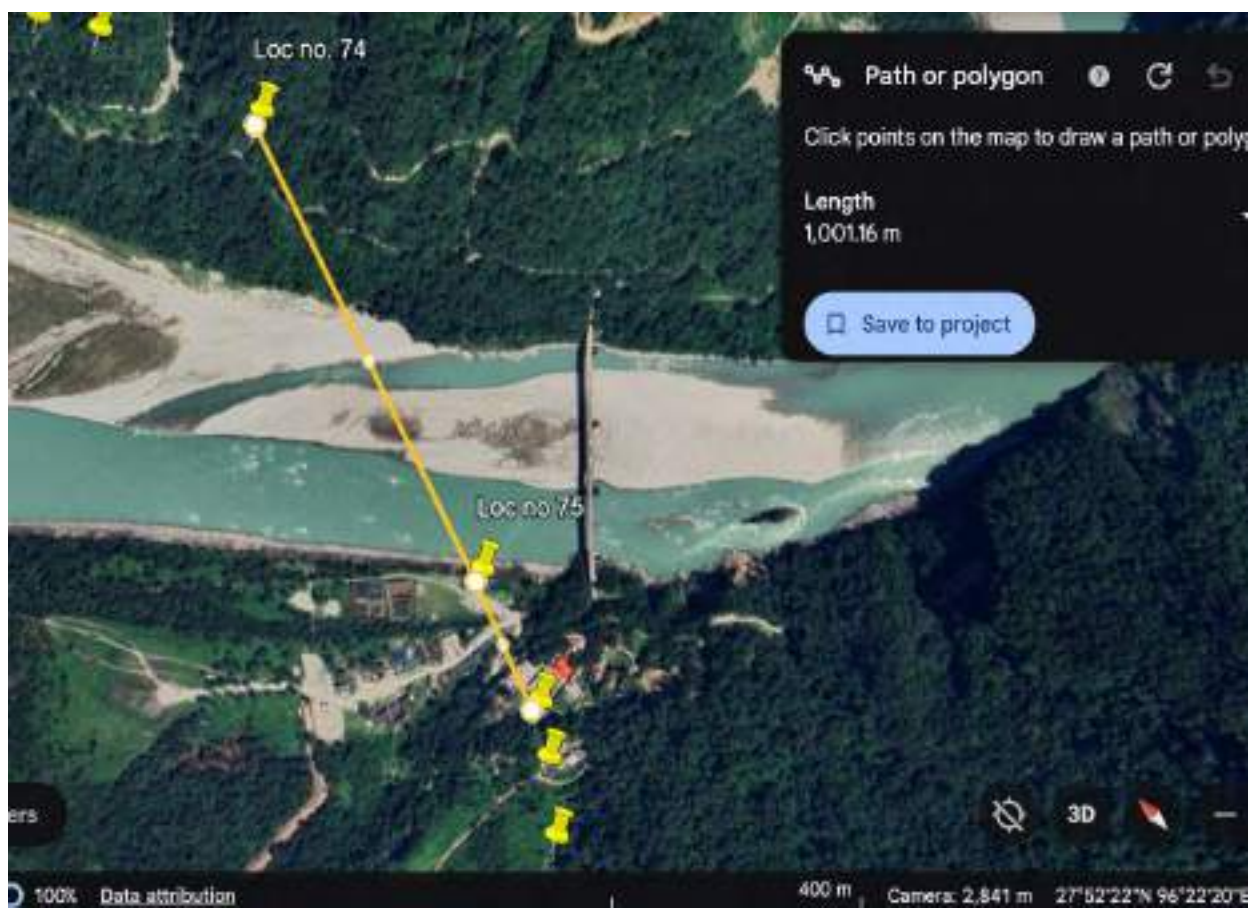 Loc no. 74
Path or polygon
Click points on the map to draw a path or polyg
Length
1,001.16 m
Save to project
Loc no 75
ers
3D
100% Data attribution
400 m
Camera: 2,841 m 27°52'22"N 96°22'20"E